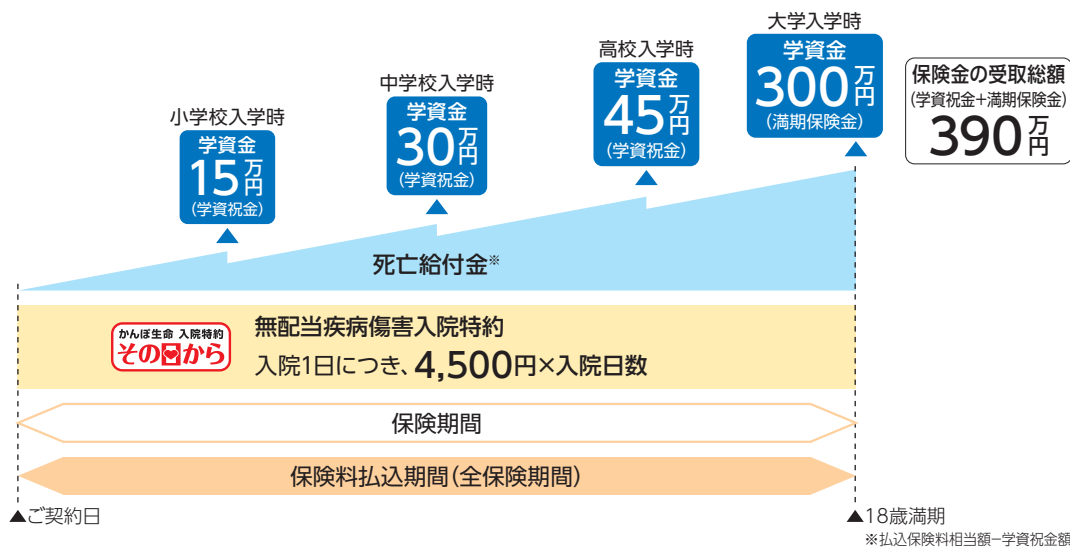 小学校入学時
学資金
15万円
(学資祝金)
中学校入学時
学資金
30万円
(学資祝金)
高校入学時
学資金
45万円
(学資祝金)
大学入学時
学資金
300万円
(満期保険金)
保険金の受取総額
(学資祝金+満期保険金)
390万円
死亡給付金※
かんぽ生命 入院特約
その日から
無配当疾病傷害入院特約
入院1日につき、4,500円×入院日数
保険期間
保険料払込期間(全保険期間)
▲ご契約日
▲18歳満期
※払込保険料相当額−学資祝金額